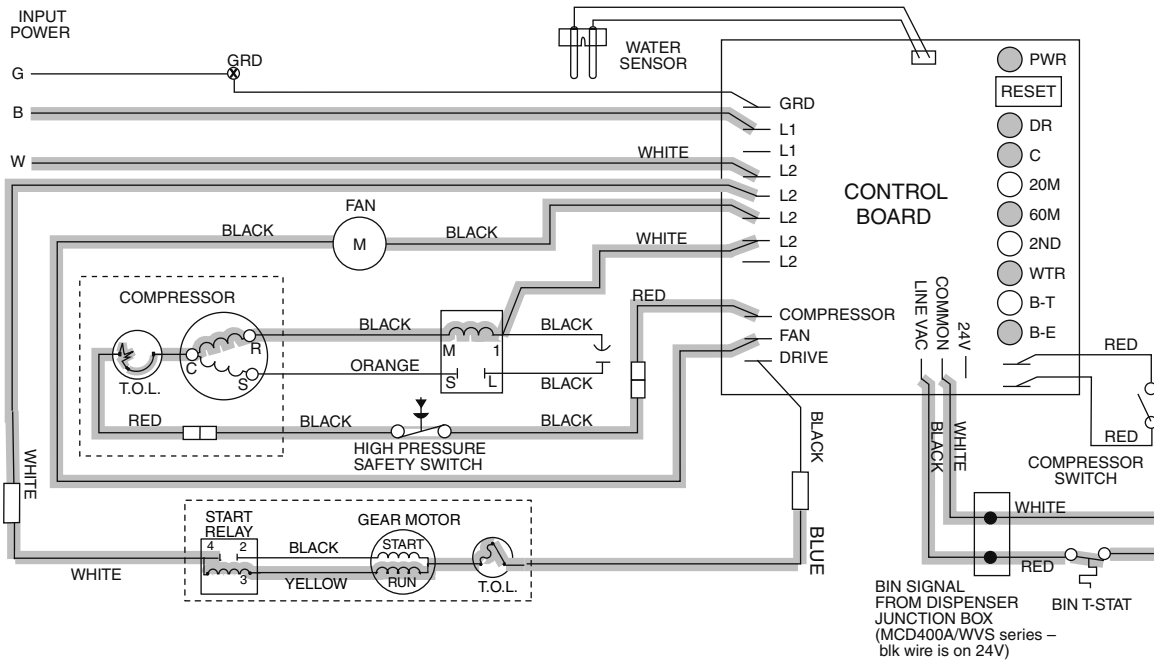 INPUT
POWER
G
GRD
B
W
WATER
SENSOR
WHITE
GRD
L1
L1
L2
L2
L2
L2
L2
COMPRESSOR
FAN
DRIVE
CONTROL
BOARD
PWR
RESET
DR
C
20M
60M
2ND
WTR
B-T
B-E
LINE VAC
COMMON
24V
FAN
BLACK
M
BLACK
WHITE
COMPRESSOR
T.O.L.
C
R
S
BLACK
ORANGE
M
1
S
L
BLACK
BLACK
RED
RED
BLACK
BLACK
HIGH PRESSURE
SAFETY SWITCH
RED
RED
COMPRESSOR
SWITCH
BLACK
WHITE
WHITE
BLACK
BLUE
WHITE
START
RELAY
4
2
3
BLACK
YELLOW
GEAR MOTOR
START
RUN
T.O.L.
WHITE
RED
BIN T-STAT
BIN SIGNAL
FROM DISPENSER
JUNCTION BOX
(MCD400A/WVS series –
blk wire is on 24V)